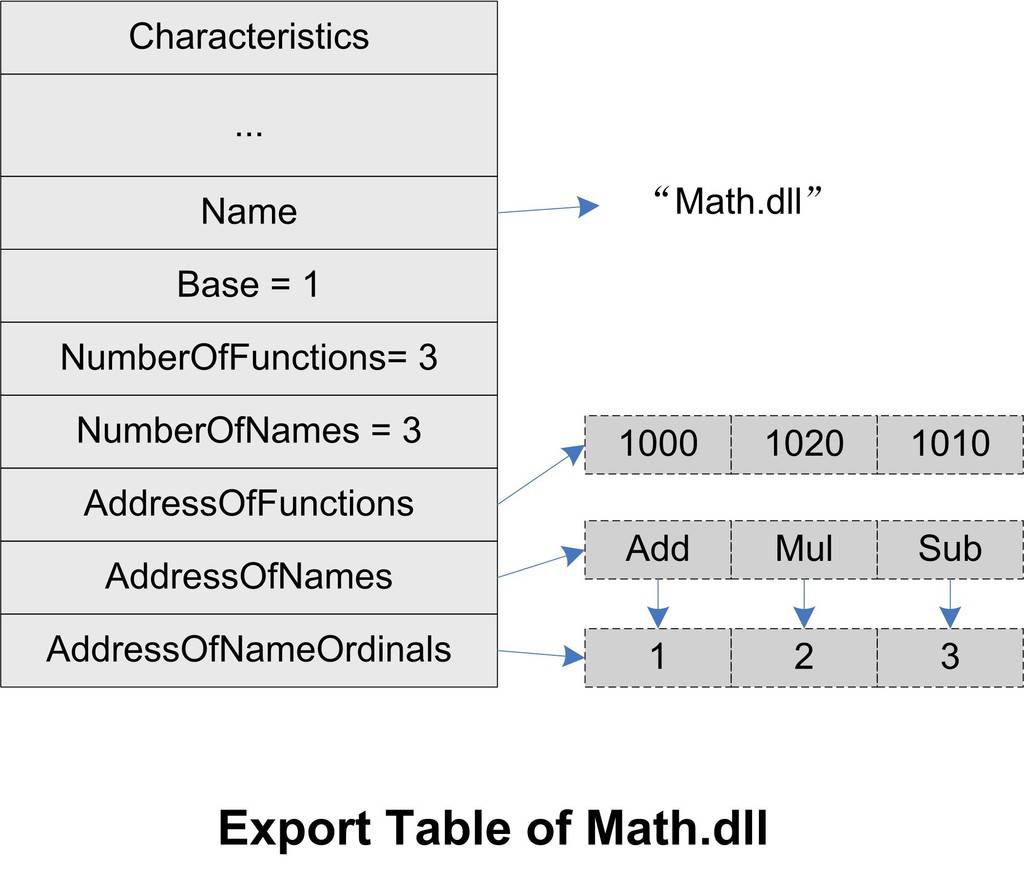 Characteristics
...
Name
“Math.dll”
Base = 1
NumberOfFunctions= 3
NumberOfNames = 3
AddressOfFunctions
1000 1020 1010
AddressOfNames
Add Mul Sub
AddressOfNameOrdinals
1 2 3
Export Table of Math.dll